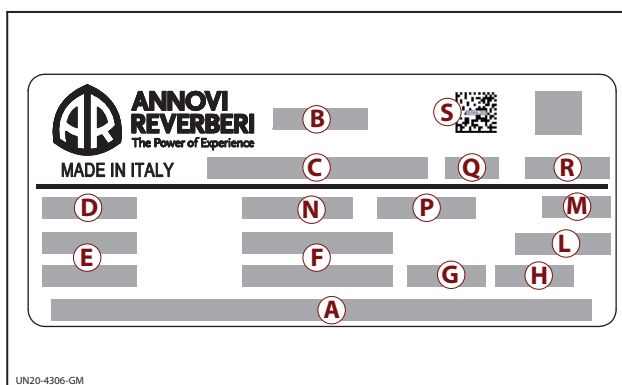 ANNOVI
REVERBERI
The Power of Experience
MADE IN ITALY
B
S
C
Q
R
D
N
P
M
E
F
L
G
H
A
UN20-4306-GM
AR